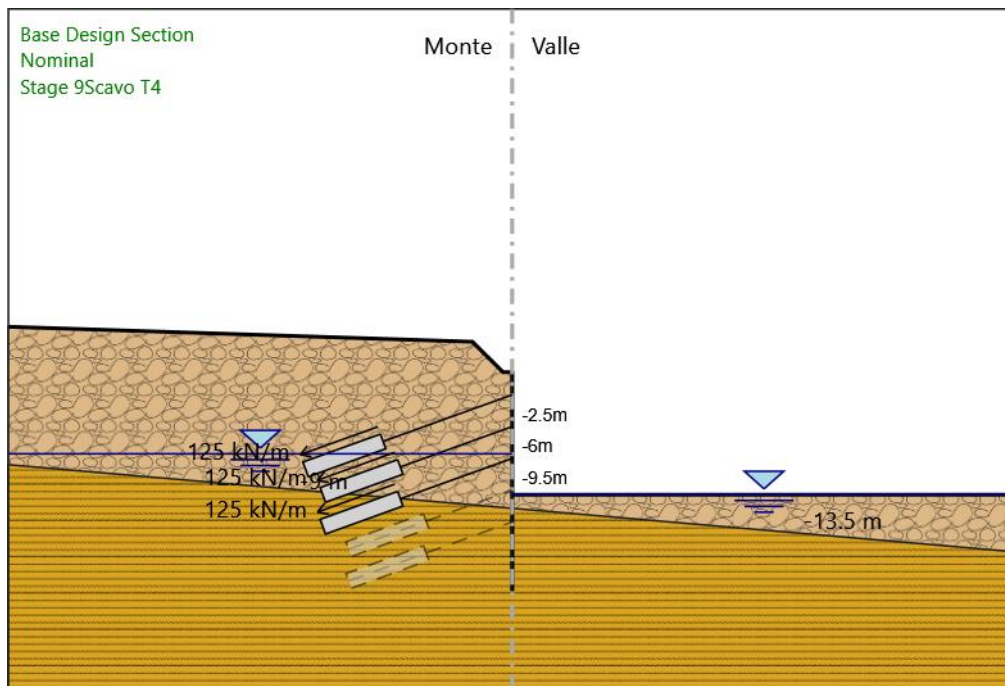 Base Design Section
Nominal
Stage 9Scavo T4
Monte
Valle
-2.5m
-6m
-9.5m
125 kN/m
125 kN/m
-9 m
125 kN/m
-13.5 m